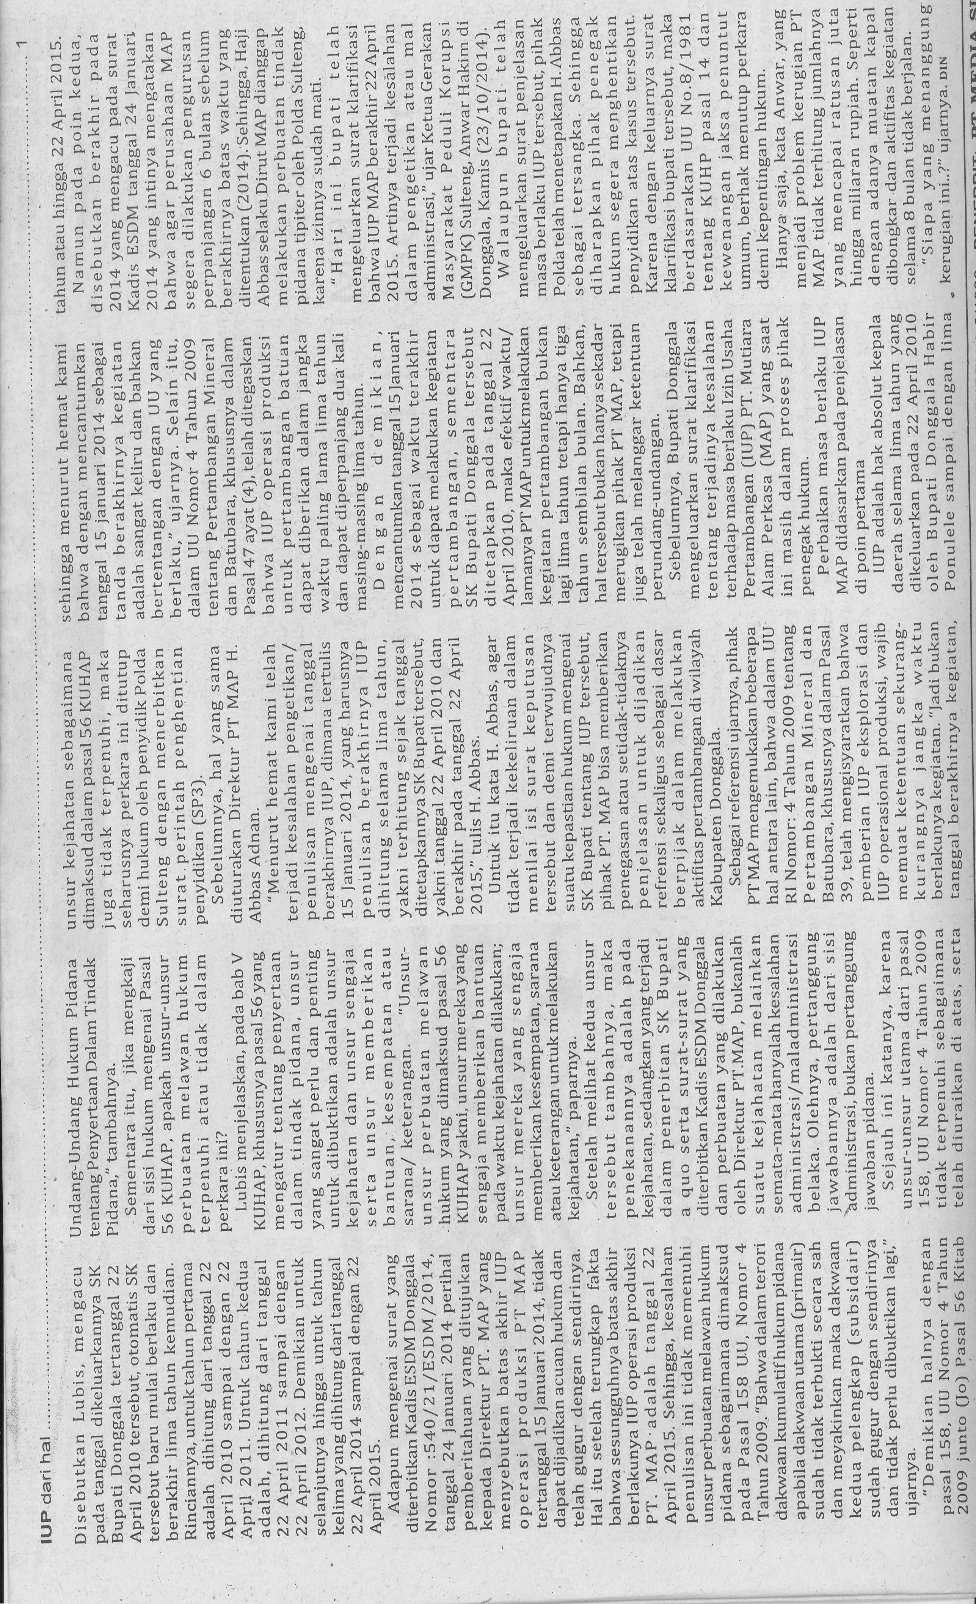 IUP dari hal ........ 1
Disebutkan Lubis, mengacu
pada tanggal dikeluarkannya SK
Bupati Donggala tertanggal 22
April 2010 tersebut, otomatis SK
tersebut baru mulai berlaku dan
berakhir lima tahun kemudian.
Rinciannya, untuk tahun pertama
adalah dihitung dari tanggal 22
April 2010 sampai dengan 22
April 2011. Untuk tahun kedua
adalah, dihitung dari tanggal
22 April 2011 sampai dengan
22 April 2012. Demikian untuk
selanjutnya hingga untuk tahun
kelima yang dihitung dari tanggal
22 April 2014 sampai dengan 22
April 2015.
Adapun mengenai surat yang
diterbitkan Kadis ESDM Donggala
Nomor :540/21/ESDM/2014,
tanggal 24 Januari 2014 perihal
pemberitahuan yang ditujukan
kepada Direktur PT. MAP yang
menyebutkan batas akhir IUP
operasi produksi PT MAP
tertanggal 15 Januari 2014, tidak
dapat dijadikan acuan hukum dan
telah gugur dengan sendirinya.
Hal itu setelah terungkap fakta
bahwa sesungguhnya batas akhir
berlakunya IUP operasi produksi
PT. MAP adalah tanggal 22
April 2015. Sehingga, kesalahan
penulisan ini tidak memenuhi
unsur perbuatan melawan hukum
pidana sebagaimana dimaksud
pada Pasal 158 UU, Nomor 4
Tahun 2009. "Bahwa dalam terori
dakwaan kumulatif hukum pidana
apabila dakwaan utama (primair)
sudah tidak terbukti secara sah
dan meyakinkan maka dakwaan
kedua pelengkap (subsidair)
sudah gugur dengan sendirinya
dan tidak perlu dibuktikan lagi,"
ujarnya.
"Demikian halnya dengan
pasal 158, UU Nomor 4 Tahun
2009 junto (Jo) Pasal 56 Kitab
Undang-Undang Hukum Pidana
tentang Penyertaan Dalam Tindak
Pidana," tambahnya.
Sementara itu, jika mengkaji
dari sisi hukum mengenai Pasal
56 KUHAP, apakah unsur-unsur
perbuatan melawan hukum
terpenuhi atau tidak dalam
perkara ini?
Lubis menjelaskan, pada bab V
KUHAP, khususnya pasal 56 yang
mengatur tentang penyertaan
dalam tindak pidana, unsur
yang sangat perlu dan penting
untuk dibuktikan adalah unsur
kejahatan dan unsur sengaja
serta unsur memberikan
bantuan, kesempatan atau
sarana/ keterangan. "Unsur-
unsur perbuatan melawan
hukum yang dimaksud pasal 56
KUHAP yakni, unsur mereka yang
sengaja memberikan bantuan
pada waktu kejahatan dilakukan;
unsur mereka yang sengaja
memberikan kesempatan, sarana
atau keterangan untuk melakukan
kejahatan," paparnya.
Setelah melihat kedua unsur
tersebut tambahnya, maka
penekanannya adalah pada
kejahatan, sedangkan yang terjadi
dalam penerbitan SK Bupati
a quo serta surat-surat yang
diterbitkan Kadis ESDM Donggala
dan perbuatan yang dilakukan
oleh Direktur PT.MAP, bukanlah
suatu kejahatan melainkan
semata-mata hanyalah kesalahan
administrasi/maladministrasi
belaka. Olehnya, pertanggung
jawabannya adalah dari sisi
administrasi, bukan pertanggung
jawaban pidana.
Sejauh ini katanya, karena
unsur-unsur utama dari pasal
158, UU Nomor 4 Tahun 2009
tidak terpenuhi sebagaimana
telah diuraikan di atas, serta
unsur kejahatan sebagaimana
dimaksud dalam pasal 56 KUHAP
juga tidak terpenuhi, maka
seharusnya perkara ini ditutup
demi hukum oleh penyidik Polda
Sulteng dengan menerbitkan
surat perintah penghentian
penyidikan (SP3).
Sebelumnya, hal yang sama
diturakan Direktur PT MAP H.
Abbas Adnan.
"Meinurut hemat kami telah
terjadi kesalahan pengetikan/
penulisan mengenai tanggal
berakhirnya IUP, dimana tertulis
15 Januari 2014, yang harusnya
penulisan berakhirnya IUP
dihitung selama lima tahun,
yakni terhitung sejak tanggal
ditetapkannya SK Bupati tersebut,
yakni tanggal 22 April 2010 dan
berakhir pada tanggal 22 April
2015," tulis H. Abbas.
Untuk itu kata H. Abbas, agar
tidak terjadi kekeliruan dalam
menilai isi surat keputusan
tersebut dan demi terwujudnya
suatu kepastian hukum mengenai
SK Bupati tentang IUP tersebut,
pihak PT. MAP bisa memberikan
penegasan atau setidak-tidaknya
penjelasan untuk dijadikan
refrensi sekaligus sebagai dasar
berpijak dalam melakukan
aktifitas pertambangan di wilayah
Kabupaten Donggala.
Sebagai referensi ujarnya, pihak
PT MAP mengemukakan beberapa
hal antara lain, bahwa dalam UU
RI Nomor: 4 Tahun 2009 tentang
Pertambangan Mineral dan
Batubara, khususnya dalam Pasal
39, telah mengisyaratkan bahwa
pemberian IUP eksplorasi dan
IUP operasional produksi, wajib
memuat ketentuan sekurang-
kurangnya jangka waktu
berlakunya kegiatan. "Jadi bukan
tanggal berakhirnya kegiatan,
sehingga menurut hemat kami
bahwa dengan mencantumkan
tanggal 15 januari 2014 sebagai
tanda berakhirnya kegiatan
adalah sangat keliru dan bahkan
bertentangan dengan UU yang
berlaku," ujarnya. Selain itu,
dalam UU Nomor 4 Tahun 2009
tentang Pertambangan Mineral
dan Batubara, khususnya dalam
Pasal 47 ayat (4), telah ditegaskan
bahwa IUP operasi produksi
untuk pertambangan batuan
dapat diberikan dalam jangka
waktu paling lama lima tahun
dan dapat diperpanjang dua kali
masing-masing lima tahun.
Dengan demikian,
mencantumkan tanggal 15 Januari
2014 sebagai waktu terakhir
untuk dapat melakukan kegiatan
pertambangan, sementara
SK Bupati Donggala tersebut
ditetapkan pada tanggal 22
April 2010, maka efektif waktu/
lamanya PT MAP untuk melakukan
kegiatan pertambangan bukan
lagi lima tahun tetapi hanya tiga
tahun sembilan bulan. Bahkan,
hal tersebut bukan hanya sekadar
merugikan pihak PT MAP, tetapi
juga telah melanggar ketentuan
perundang-undangan.
Sebelumnya, Bupati Donggala
mengeluarkan surat klarifikasi
tentang terjadinya kesalahan
terhadap masa berlaku Izin Usaha
Pertambangan (IUP) PT. Mutiara
Alam Perkasa (MAP) yang saat
ini masih dalam proses pihak
penegak hukum.
Perbaikan masa berlaku IUP
MAP didasarkan pada penjelasan
di poin pertama.
IUP adalah hak absolut kepala
daerah selama lima tahun yang
dikeluarkan pada 22 April 2010
oleh Bupati Donggala Habir
Ponulele sampai dengan lima
tahun atau hingga 22 April 2015.
Namun pada poin kedua,
disebutkan berakhir pada
2014 yang mengacu pada surat
Kadis ESDM tanggal 24 Januari
2014 yang intinya mengatakan
bahwa agar perusahaan MAP
segera dilakukan pengurusan
perpanjangan 6 bulan sebelum
berakhirnya batas waktu yang
ditentukan (2014). Sehingga, Haji
Abbas selaku Dirut MAP dianggap
melakukan perbuatan tindak
pidana tipiter oleh Polda Sulteng,
karena izinnya sudah mati.
"Hari ini bupati telah
mengeluarkan surat klarifikasi
bahwa IUP MAP berakhir 22 April
2015. Artinya terjadi kesalahan
dalam pengetikan atau mal
administrasi," ujar Ketua Gerakan
Masyarakat Peduli Korupsi
(GMPK) Sulteng, Anwar Hakim di
Donggala, Kamis (23/10/2014).
Walaupun bupati telah
mengeluarkan surat penjelasan
masa berlaku IUP tersebut, pihak
Polda telah menetapakan H. Abbas
sebagai tersangka. Sehingga
diharapkan pihak penegak
hukum segera menghentikan
penyidikan atas kasus tersebut.
Karena dengan keluarnya surat
klarifikasi bupati tersebut, maka
berdasarkan UU No.8/1981
tentang KUHP pasal 14 dan
kewenangan jaksa penuntut
umum, berhak menutup perkara
demi kepentingan hukum.
Hanya saja, kata Anwar, yang
menjadi problem kerugian PT
MAP tidak terhitung jumlahnya
yang mencapai ratusan juta
hingga miliaran rupiah. Seperti
dengan adanya muatan kapal
dibongkar dan aktifitas kegiatan
selama 8 bulan tidak berjalan.
"Siapa yang menanggung
kerugian ini.?" ujarnya. DIN